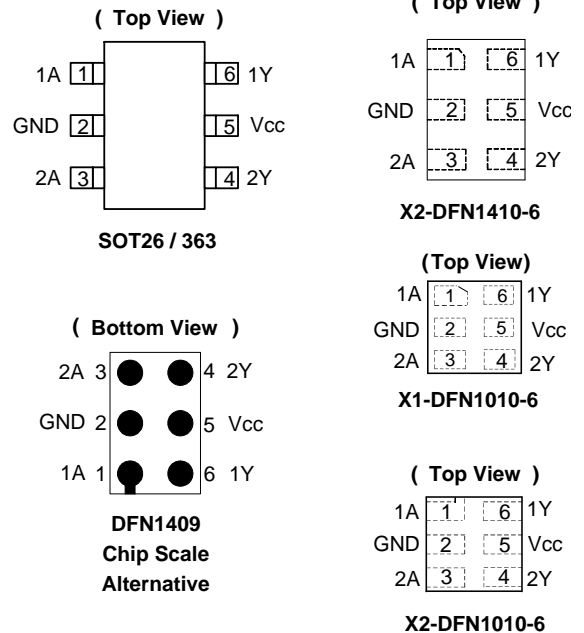 ( Top View )
1A 1 6 1Y
GND 2 5 Vcc
2A 3 4 2Y
SOT26 / 363
( Bottom View )
2A 3 4 2Y
GND 2 5 Vcc
1A 1 6 1Y
DFN1409
Chip Scale
Alternative
( Top View )
1A 1 6 1Y
GND 2 5 Vcc
2A 3 4 2Y
X2-DFN1410-6
(Top View)
1A 1 6 1Y
GND 2 5 Vcc
2A 3 4 2Y
X1-DFN1010-6
( Top View )
1A 1 6 1Y
GND 2 5 Vcc
2A 3 4 2Y
X2-DFN1010-6